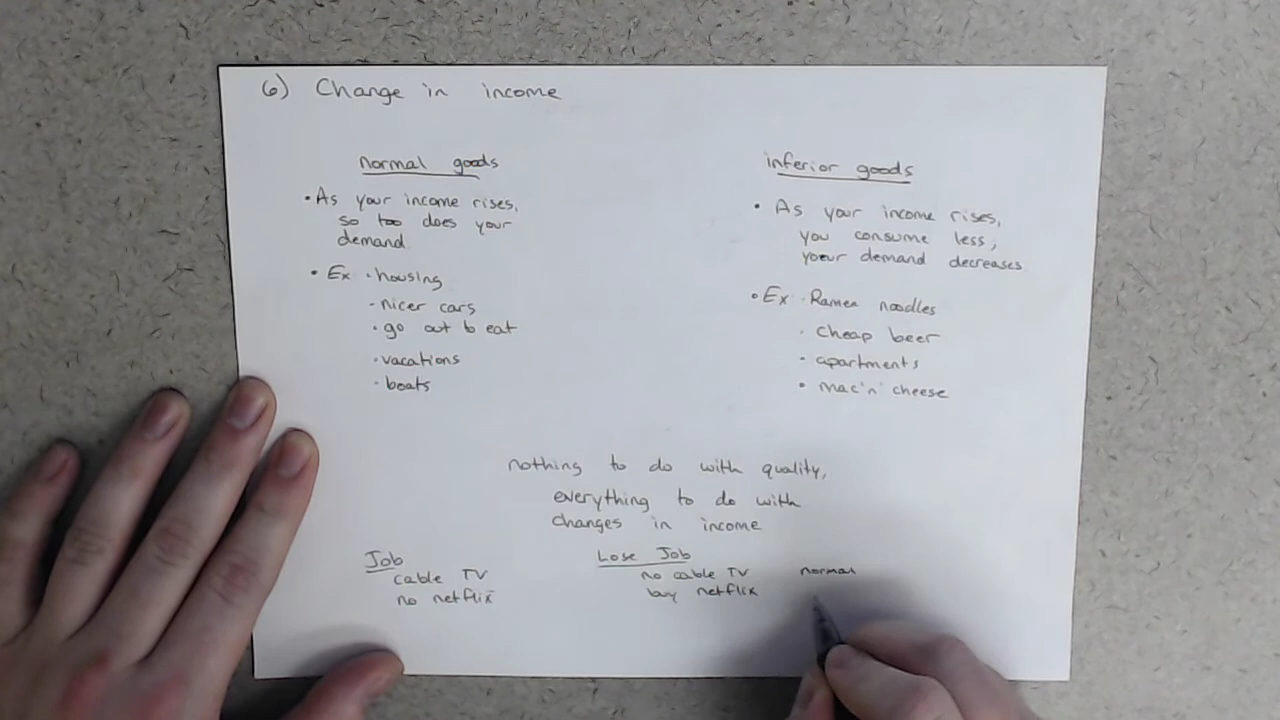 6) Change in income
normal goods
• As your income rises,
so too does your
demand
• Ex • housing
• nicer cars
• go out to eat
• vacations
• boats
inferior goods
• As your income rises,
you consume less,
your demand decreases
• Ex • Ramen noodles
• cheap beer
• apartments
• mac'n'cheese
nothing to do with quality,
everything to do with
changes in income
Job
cable TV
no netflix
Lose Job
no cable TV
buy netflix
normal